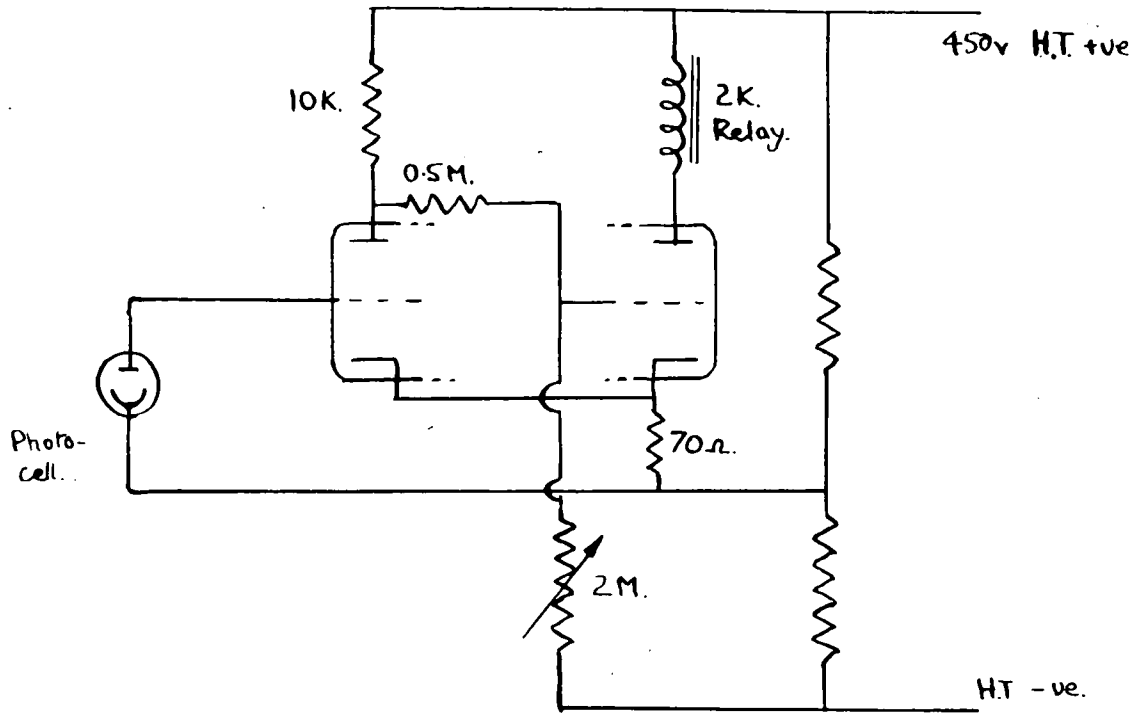 450v H.T. +ve
10K.
2K.
Relay.
0.5M.
Photo-
cell..
70Ω.
2M.
H.T -ve.